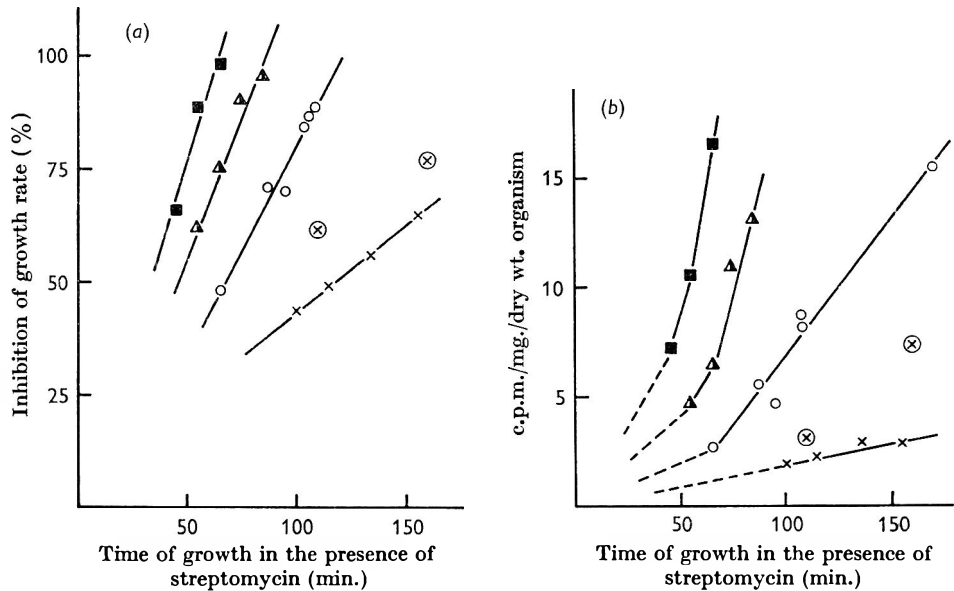 (a)
Inhibition of growth rate (%)
100
75
50
25
50
100
150
Time of growth in the presence of
streptomycin (min.)
(b)
c.p.m./mg./dry wt. organism
15
10
5
50
100
150
Time of growth in the presence of
streptomycin (min.)